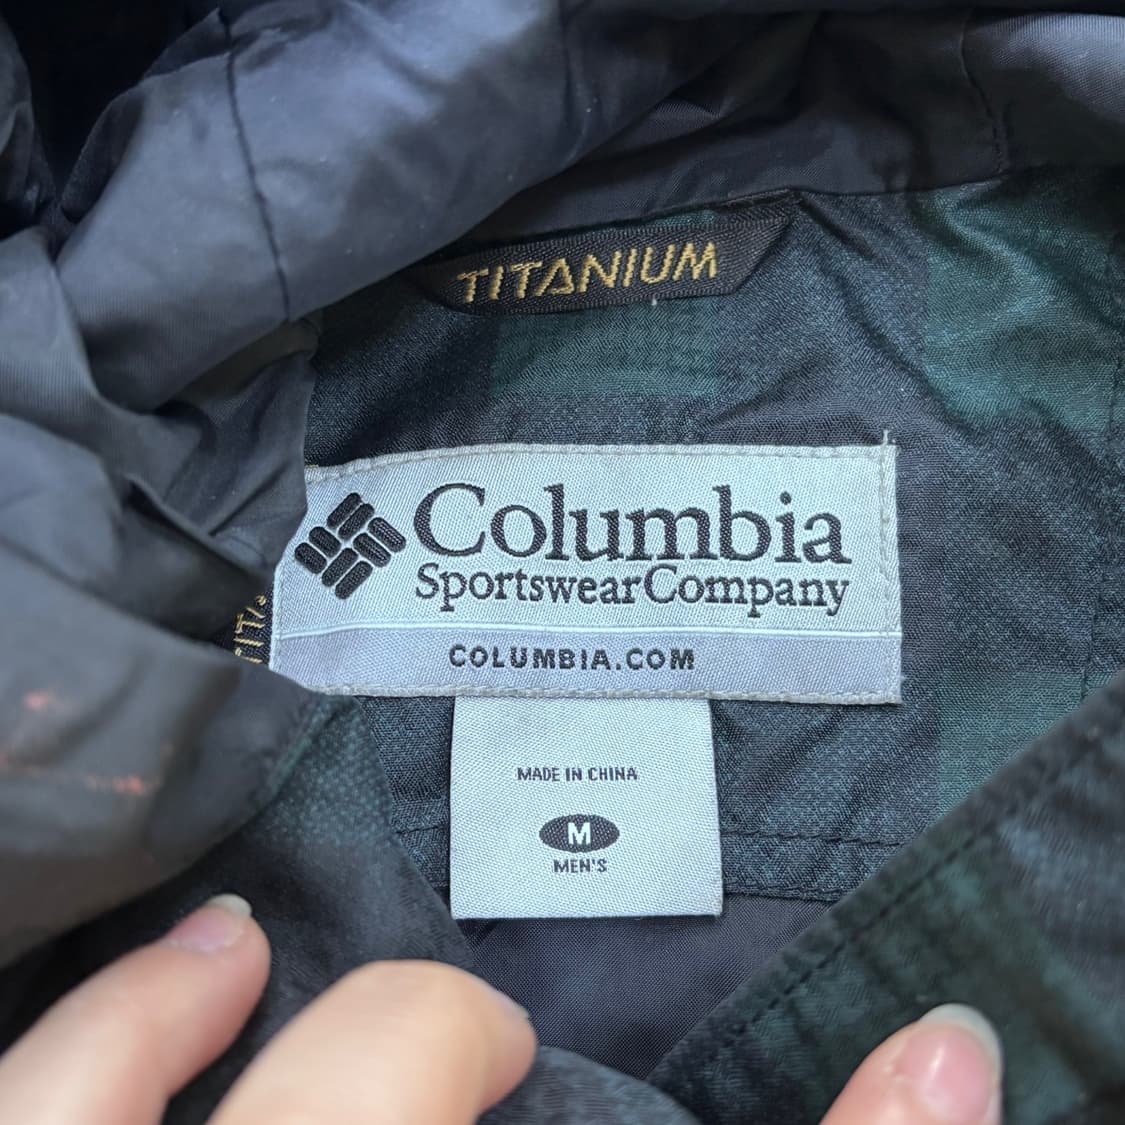 TITANIUM
Columbia
SportswearCompany
COLUMBIA.COM
MADE IN CHINA
M
MEN'S